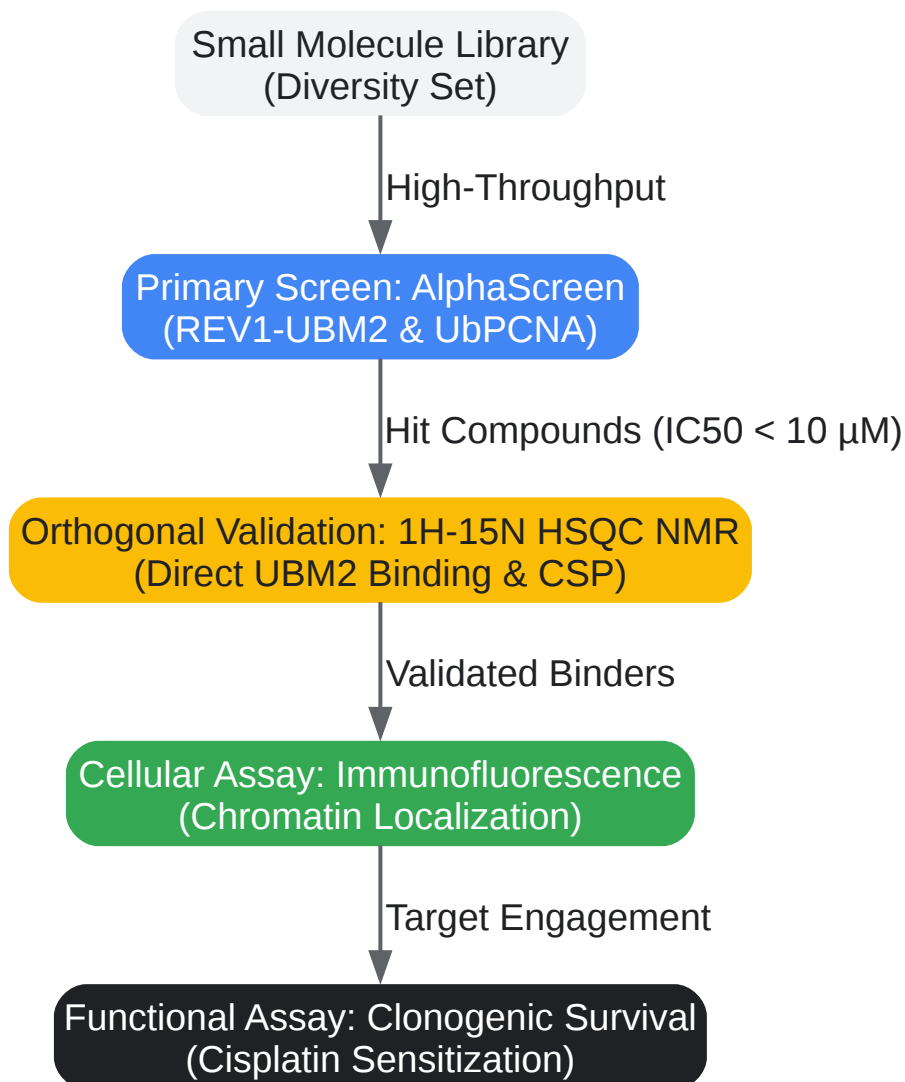 Small Molecule Library
(Diversity Set)
High-Throughput
Primary Screen: AlphaScreen
(REV1-UBM2 & UbPCNA)
Hit Compounds (IC50 < 10 µM)
Orthogonal Validation: 1H-15N HSQC NMR
(Direct UBM2 Binding & CSP)
Validated Binders
Cellular Assay: Immunofluorescence
(Chromatin Localization)
Target Engagement
Functional Assay: Clonogenic Survival
(Cisplatin Sensitization)